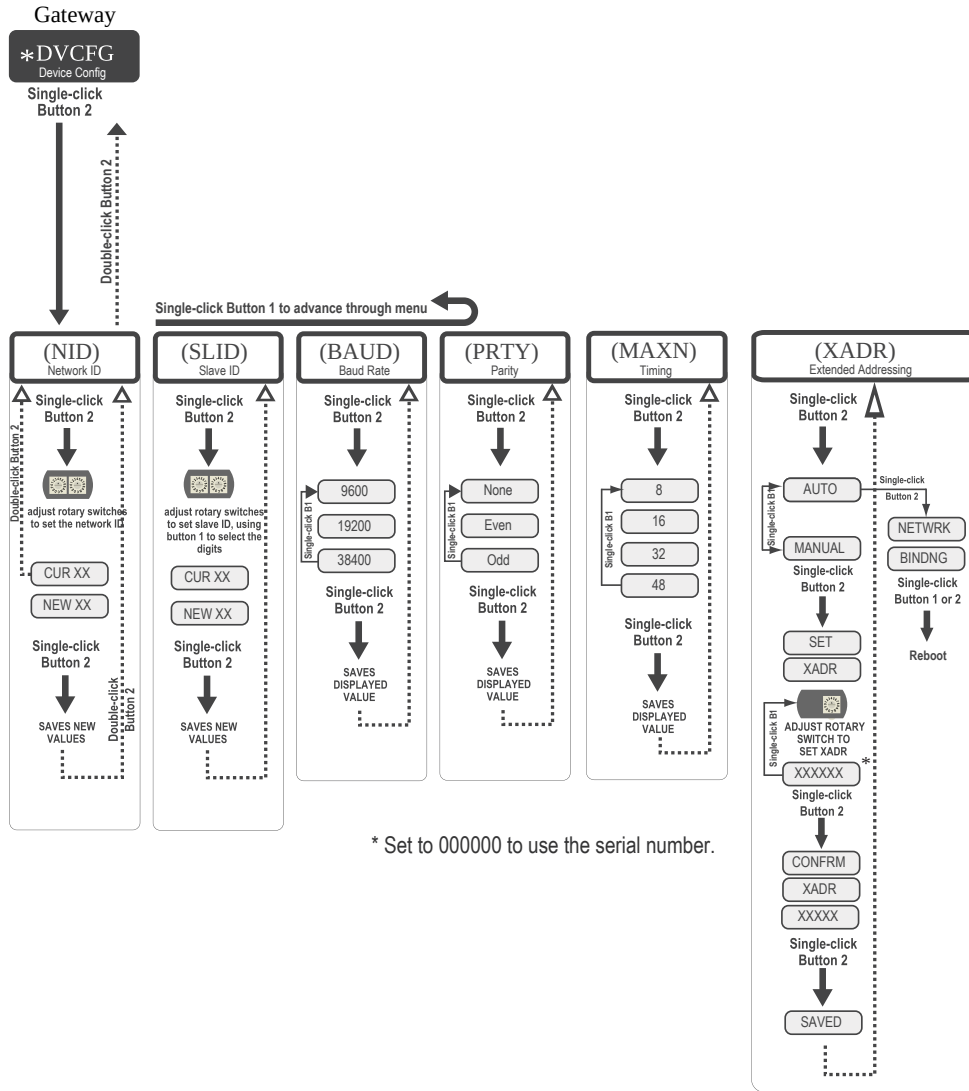 Gateway
*DVCFG
Device Config
Single-click
Button 2
Double-click Button 2
Single-click Button 1 to advance through menu
(NID)
Network ID
Single-click
Button 2
Double-click Button 2
adjust rotary switches
to set the network ID
CUR XX
NEW XX
Single-click
Button 2
SAVES NEW
VALUES
Double-click
Button 2
(SLID)
Slave ID
Single-click
Button 2
adjust rotary switches
to set slave ID, using
button 1 to select the
digits
CUR XX
NEW XX
Single-click
Button 2
SAVES NEW
VALUES
(BAUD)
Baud Rate
Single-click
Button 2
Single-click B1
9600
19200
38400
Single-click
Button 2
SAVES
DISPLAYED
VALUE
(PRTY)
Parity
Single-click
Button 2
Single-click B1
None
Even
Odd
Single-click
Button 2
SAVES
DISPLAYED
VALUE
(MAXN)
Timing
Single-click
Button 2
Single-click B1
8
16
32
48
Single-click
Button 2
SAVES
DISPLAYED
VALUE
(XADR)
Extended Addressing
Single-click
Button 2
Single-click B1
AUTO
MANUAL
Single-click
Button 2
NETWRK
BINDNG
Single-click
Button 1 or 2
Reboot
Single-click
Button 2
SET
XADR
Single-click B1
ADJUST ROTARY
SWITCH TO
SET XADR
XXXXXX *
Single-click
Button 2
CONFRM
XADR
XXXXX
Single-click
Button 2
SAVED
* Set to 000000 to use the serial number.